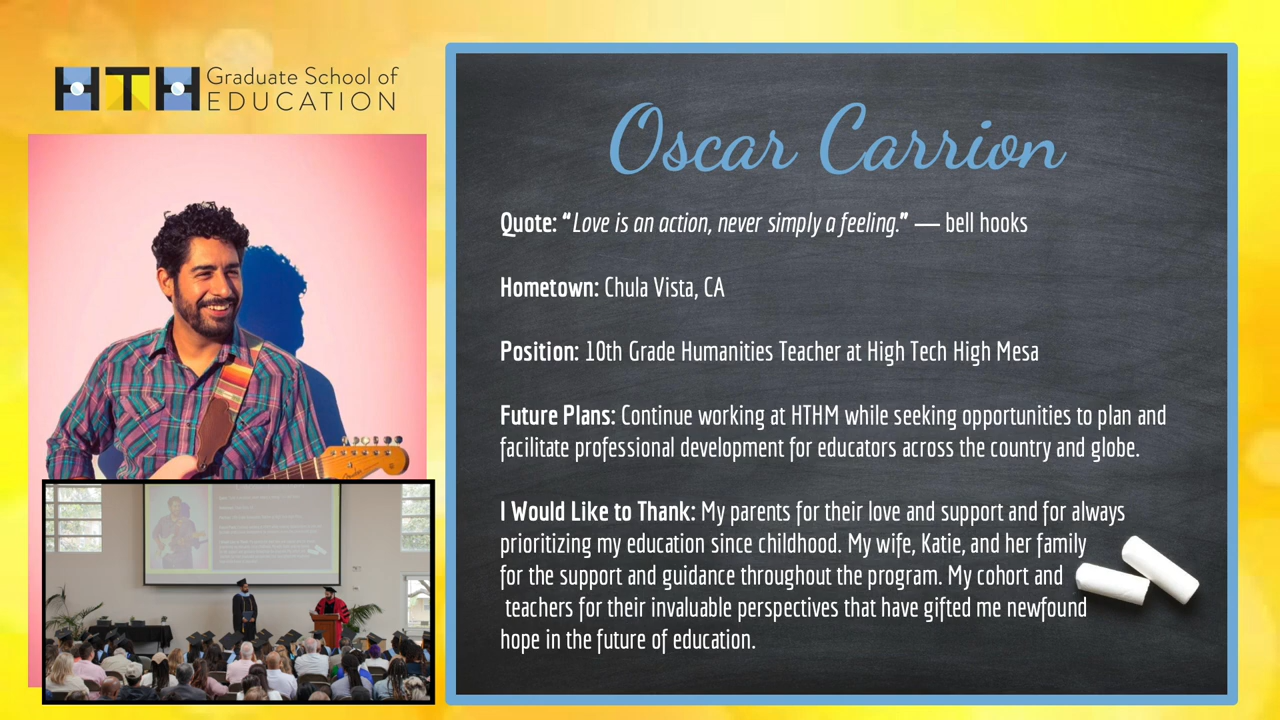 HTH Graduate School of
EDUCATION
Oscar Carrion
Quote: “Love is an action, never simply a feeling.” — bell hooks
Hometown: Chula Vista, CA
Position: 10th Grade Humanities Teacher at High Tech High Mesa
Future Plans: Continue working at HTHM while seeking opportunities to plan and
facilitate professional development for educators across the country and globe.
I Would Like to Thank: My parents for their love and support and for always
prioritizing my education since childhood. My wife, Katie, and her family
for the support and guidance throughout the program. My cohort and
teachers for their invaluable perspectives that have gifted me newfound
hope in the future of education.